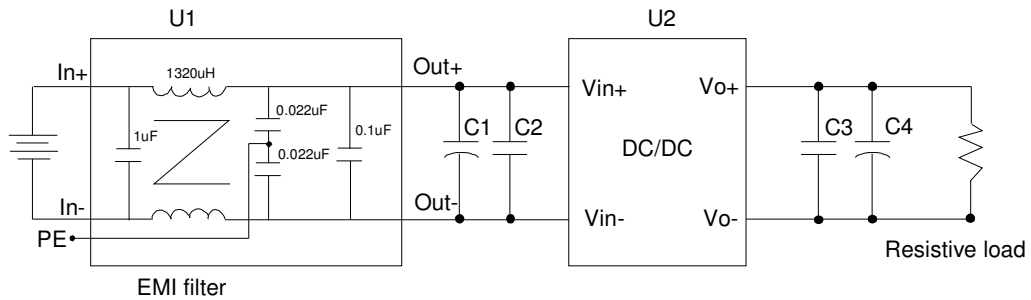 U1
U2
In+
1320uH
Out+
Vin+
Vo+
1uF
0.022uF
0.022uF
0.1uF
C1
C2
DC/DC
C3
C4
In-
Out-
Vin-
Vo-
PE
Resistive load
EMI filter